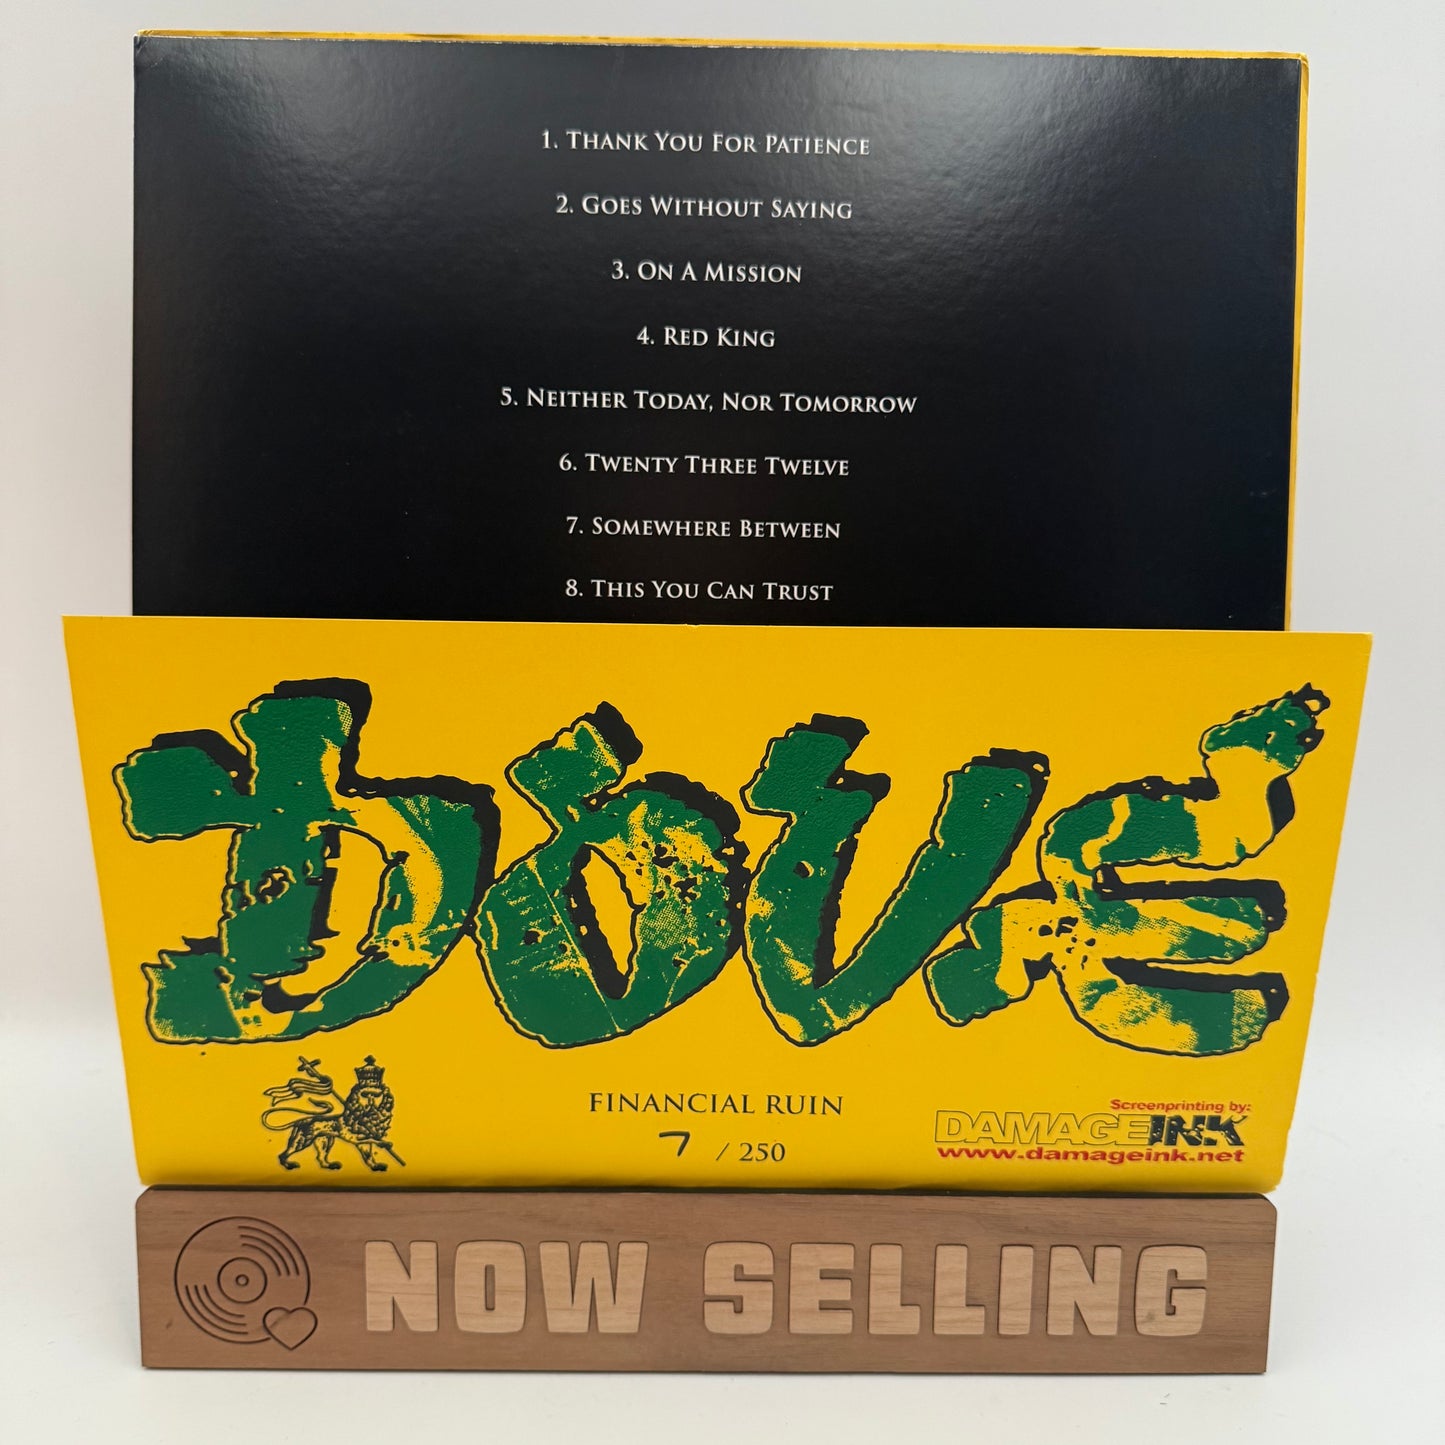 1. Thank You For Patience
2. Goes Without Saying
3. On A Mission
4. Red King
5. Neither Today, Nor Tomorrow
6. Twenty Three Twelve
7. Somewhere Between
8. This You Can Trust
Dové
FINANCIAL RUIN
7 / 250
Screenprinting by:
DAMAGEINK
www.damageink.net
NOW SELLING